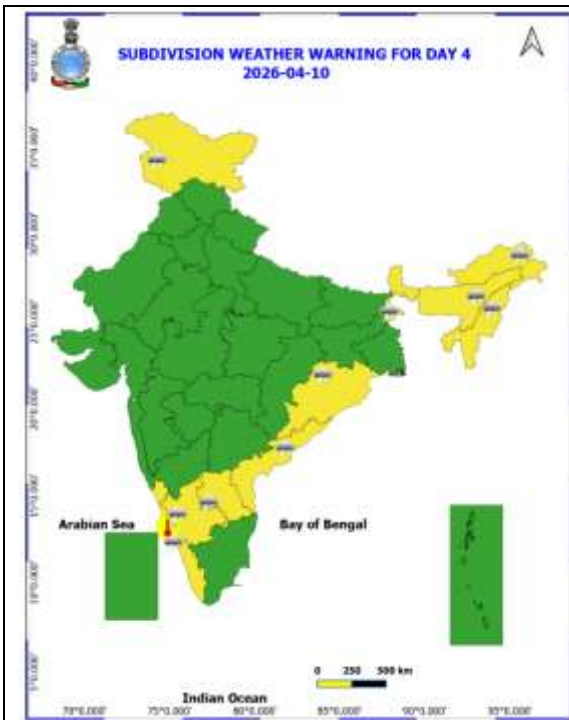 SUBDIVISION WEATHER WARNING FOR DAY 4
2026-04-10
Arabian Sea
Bay of Bengal
0 250 500 km
Indian Ocean
70°0.000' 75°0.000' 80°0.000' 85°0.000' 90°0.000' 95°0.000'